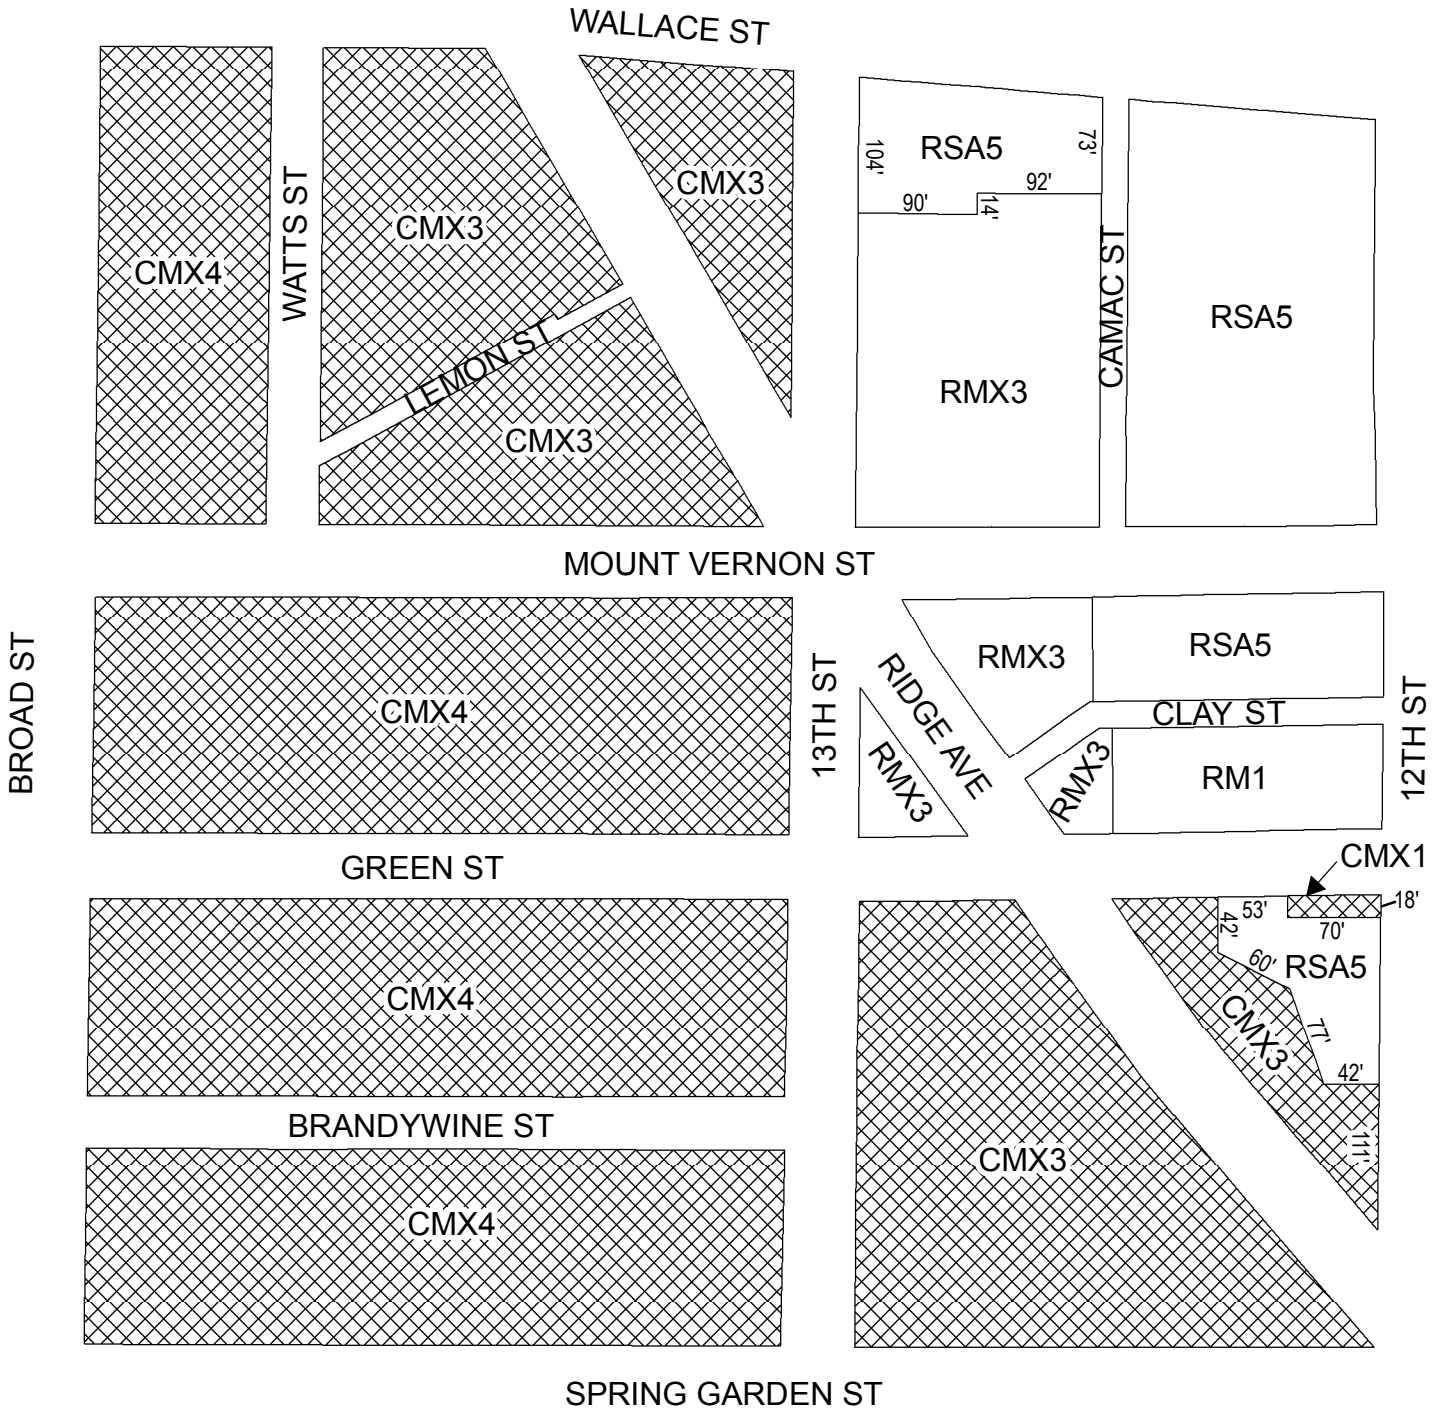 WALLACE ST
CMX4
WATTS ST
CMX3
LEMON ST
CMX3
CMX3
RSA5
104'
73'
90'
14'
92'
RMX3
CAMAC ST
RSA5
MOUNT VERNON ST
BROAD ST
CMX4
13TH ST
RIDGE AVE
RMX3
RSA5
CLAY ST
RMX3
RMX3
RM1
12TH ST
GREEN ST
CMX1
18'
53'
42'
70'
60'
RSA5
CMX4
CMX3
77'
42'
BRANDYWINE ST
111'
CMX3
CMX4
SPRING GARDEN ST